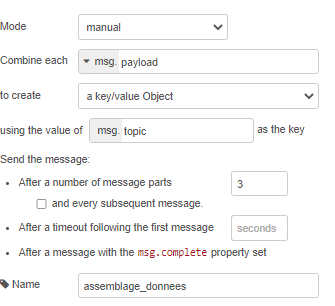 Mode manual
Combine each msg. payload
to create a key/value Object
using the value of msg. topic as the key
Send the message:
• After a number of message parts 3
and every subsequent message.
• After a timeout following the first message seconds
• After a message with the msg.complete property set
Name assemblage_donnees